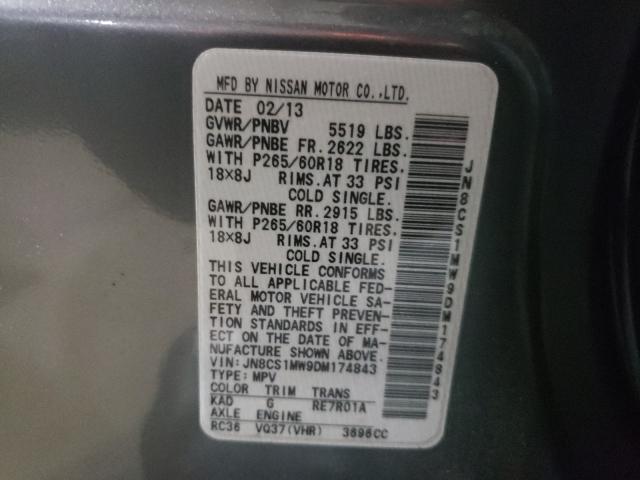 MFD BY NISSAN MOTOR CO.,LTD.
DATE 02/13
GVWR/PNBV 5519 LBS.
GAWR/PNBE FR. 2622 LBS.
WITH P265/60R18 TIRES.
18×8J RIMS. AT 33 PSI
COLD SINGLE.
GAWR/PNBE RR. 2915 LBS.
WITH P265/60R18 TIRES.
18×8J RIMS. AT 33 PSI
COLD SINGLE.
THIS VEHICLE CONFORMS
TO ALL APPLICABLE FED-
ERAL MOTOR VEHICLE SA-
FETY AND THEFT PREVEN-
TION STANDARDS IN EFF-
ECT ON THE DATE OF MA-
NUFACTURE SHOWN ABOVE.
VIN: JN8CS1MW9DM174843
TYPE: MPV
COLOR TRIM TRANS
KAD G RE7R01A
AXLE ENGINE
RC36 VQ37(VHR) 3696CC
JN8CS1MW9DM174843